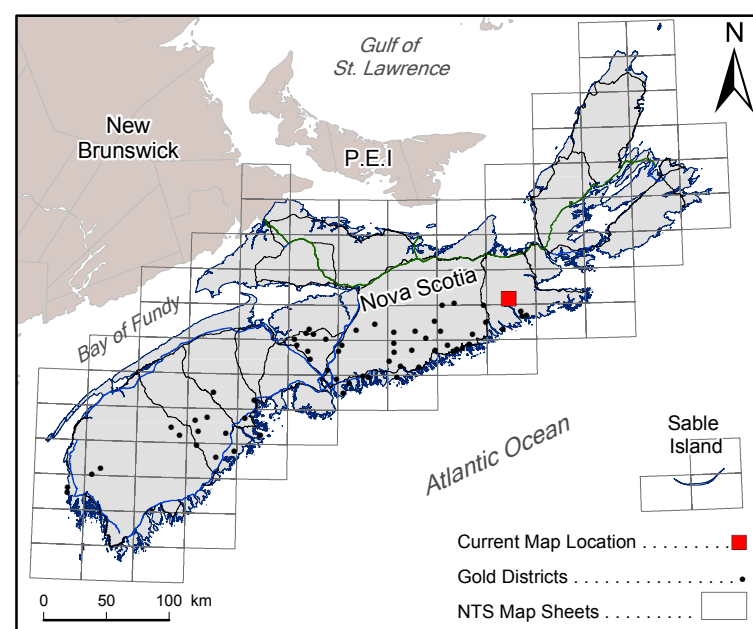 Gulf of
St. Lawrence
N
New
Brunswick
P.E.I
Nova Scotia
Bay of Fundy
Atlantic Ocean
Sable
Island
Current Map Location . . . . . . . . .
Gold Districts . . . . . . . . . . . . . . . .
NTS Map Sheets . . . . . . . . .
0 50 100 km